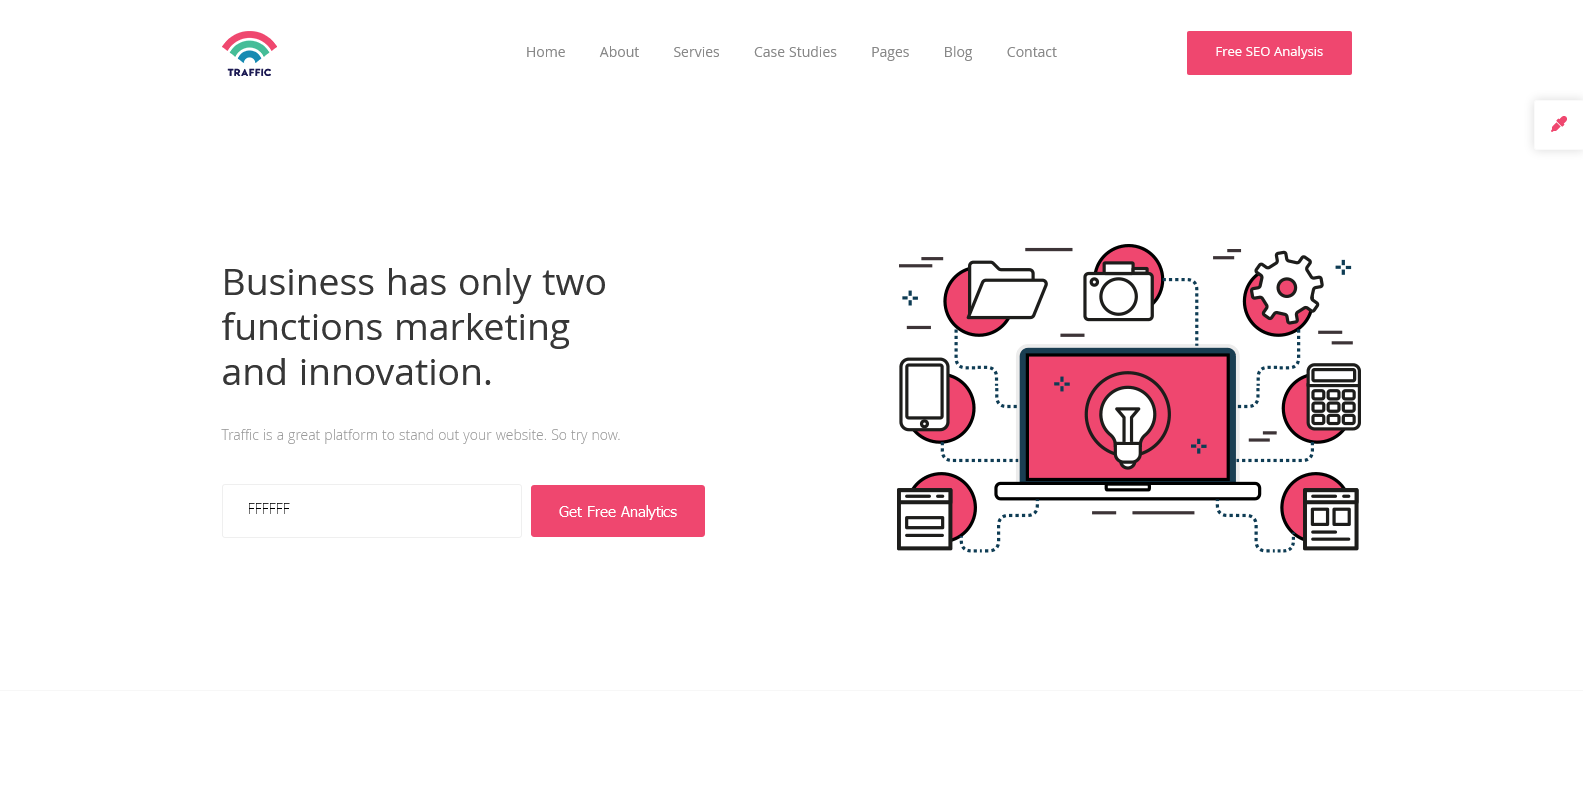 TRAFFIC
Home About Servies Case Studies Pages Blog Contact
Free SEO Analysis
Business has only two
functions marketing
and innovation.
Traffic is a great platform to stand out your website. So try now.
FFFFFF
Get Free Analytics